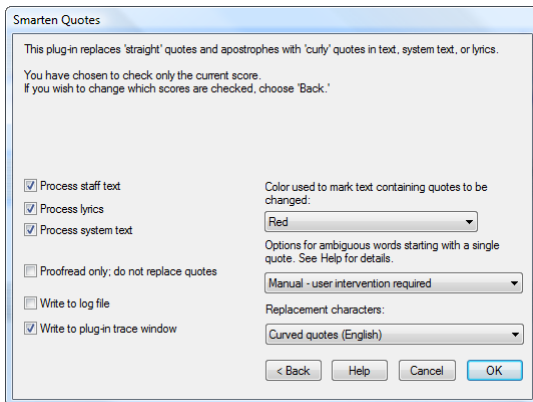 Smarten Quotes
This plug-in replaces 'straight' quotes and apostrophes with 'curly' quotes in text, system text, or lyrics.
You have chosen to check only the current score.
If you wish to change which scores are checked, choose 'Back.'
Process staff text
Process lyrics
Process system text
Proofread only; do not replace quotes
Write to log file
Write to plug-in trace window
Color used to mark text containing quotes to be
changed:
Red
Options for ambiguous words starting with a single
quote. See Help for details.
Manual - user intervention required
Replacement characters:
Curved quotes (English)
< Back
Help
Cancel
OK